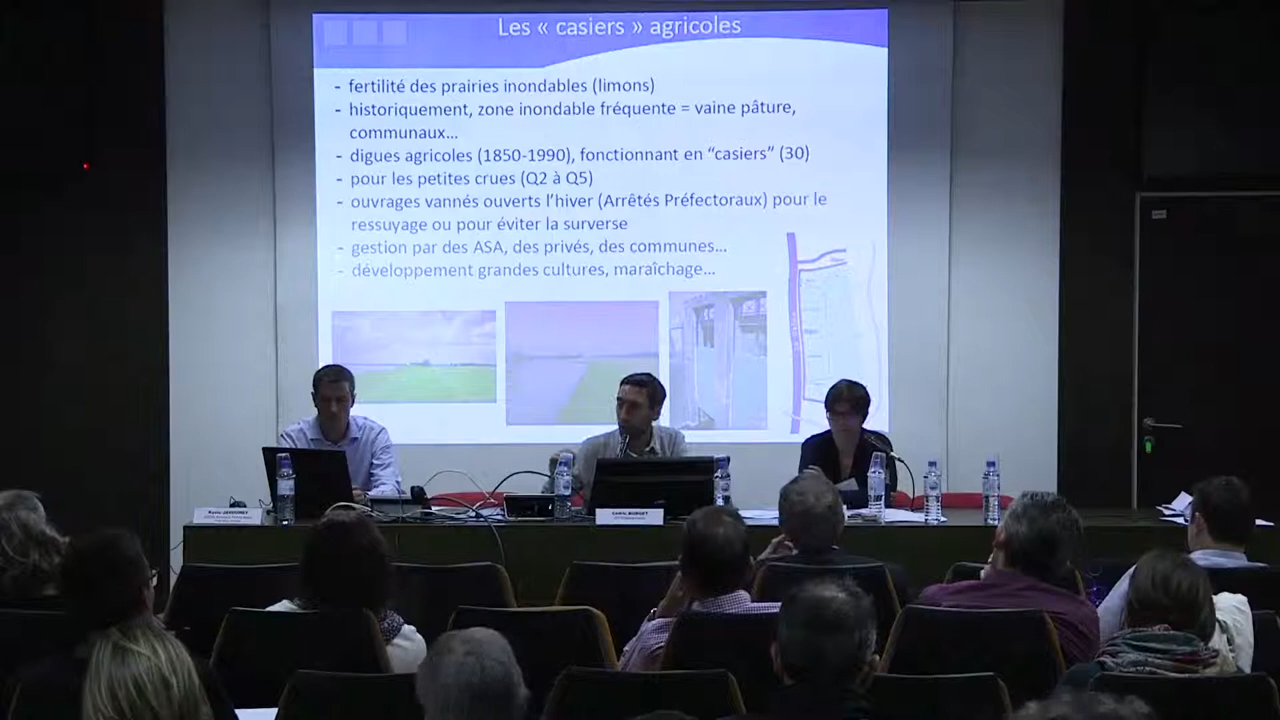 Les « casiers » agricoles
- fertilité des prairies inondables (limons)
- historiquement, zone inondable fréquente = vaine pâture,
communaux...
- digues agricoles (1850-1990), fonctionnant en “casiers” (30)
- pour les petites crues (Q2 à Q5)
- ouvrages vannés ouverts l’hiver (Arrêtés Préfectoraux) pour le
ressuyage ou pour éviter la surverse
- gestion par des ASA, des privés, des communes...
- développement grandes cultures, maraîchage...